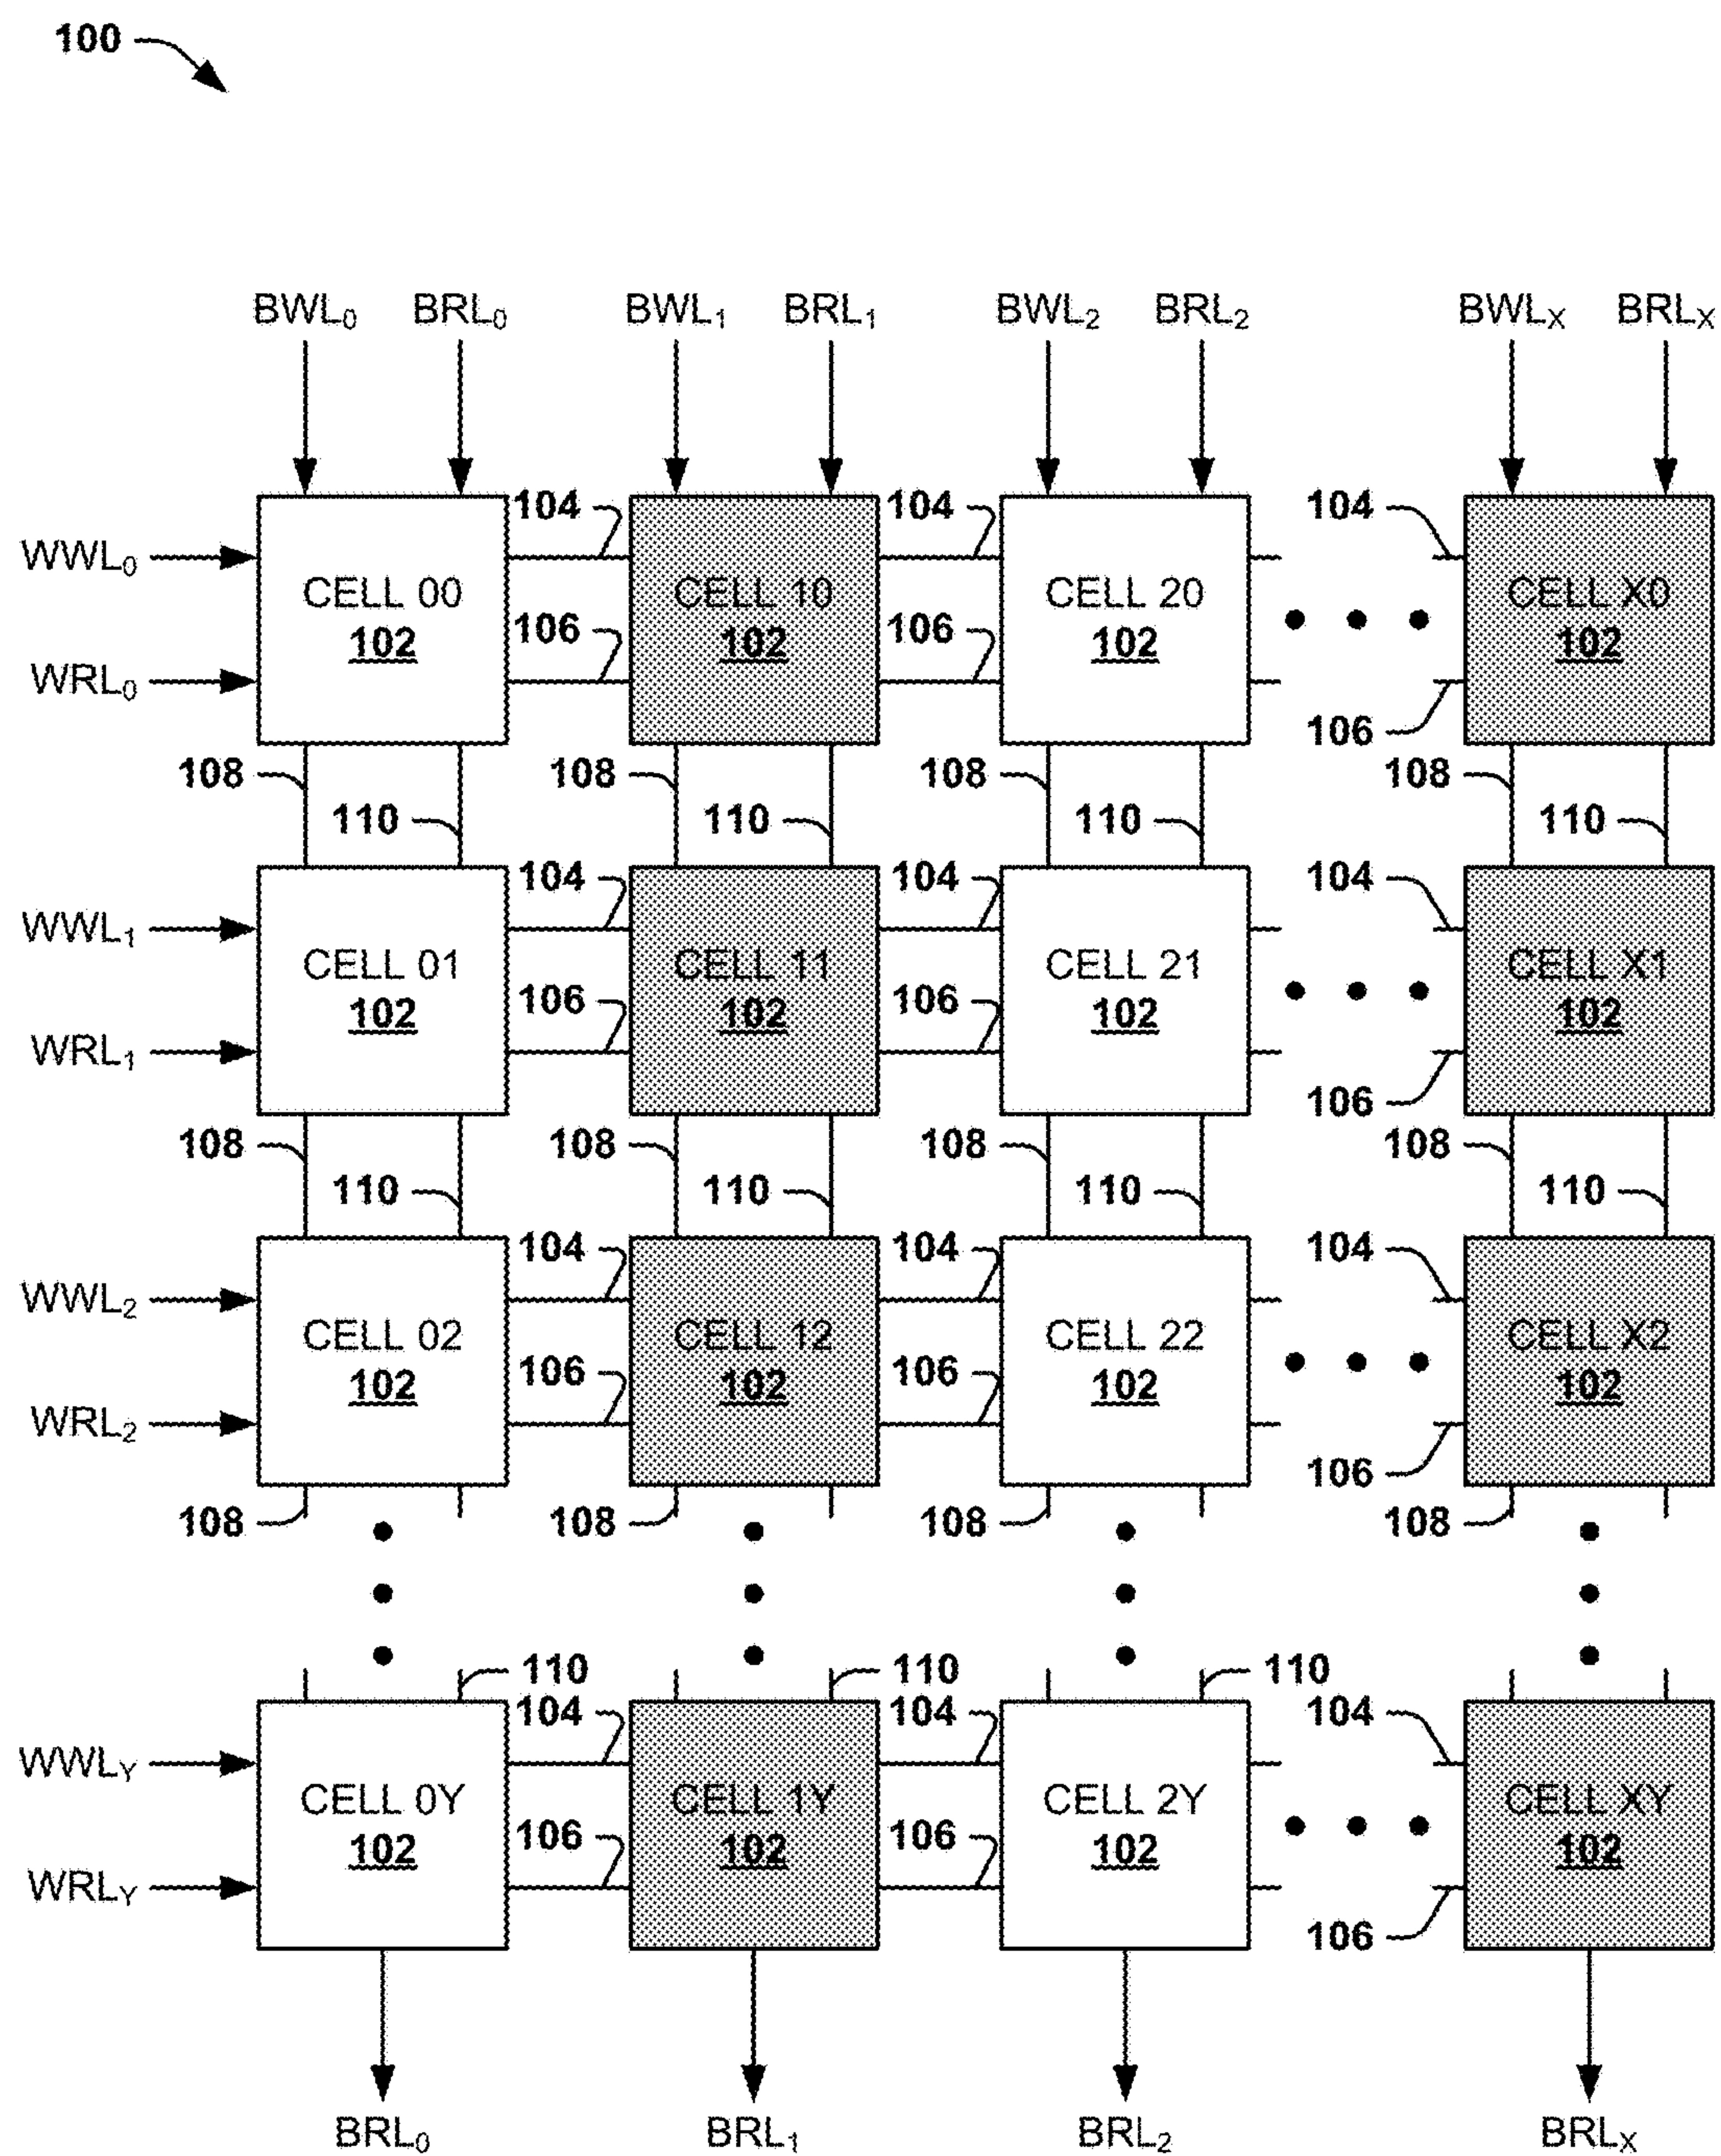 100
BWL₀ BRL₀ BWL₁ BRL₁ BWL₂ BRL₂ BWLₓ BRLₓ
104 104 104
WWL₀
CELL 00 CELL 10 CELL 20 CELL X0
102 102 102 102
106 106
WRL₀
106
108 108 108 108
110 110 110 110
104 104 104
WWL₁
CELL 01 CELL 11 CELL 21 CELL X1
102 102 102 102
106 106
WRL₁
106
108 108 108 108
110 110 110 110
104 104 104
WWL₂
CELL 02 CELL 12 CELL 22 CELL X2
102 102 102 102
106 106
WRL₂
106
108 108 108 108
110 110 110
104 104 104
WWLY
CELL 0Y CELL 1Y CELL 2Y CELL XY
102 102 102 102
106 106
WRLY
106
BRL₀ BRL₁ BRL₂ BRLₓ